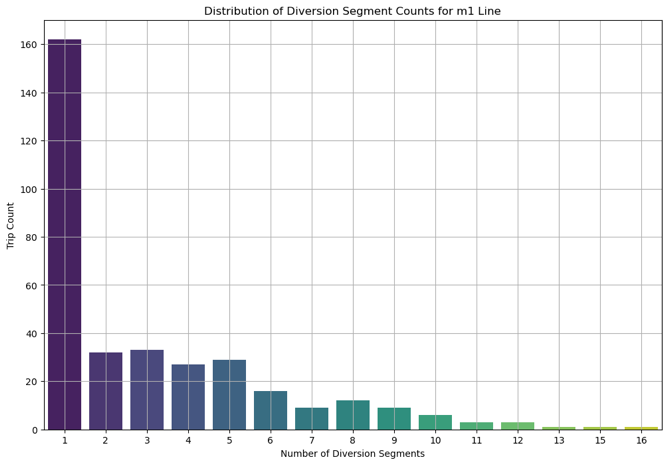 Distribution of Diversion Segment Counts for m1 Line
Trip Count
160
140
120
100
80
60
40
20
0
1 2 3 4 5 6 7 8 9 10 11 12 13 15 16
Number of Diversion Segments